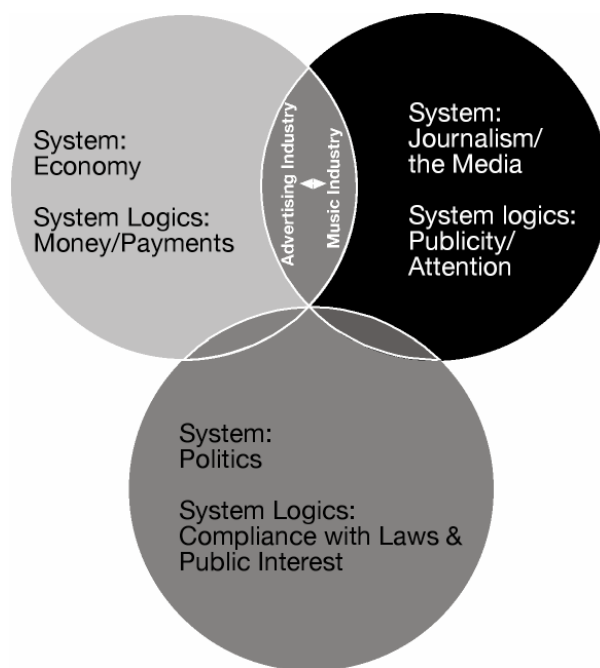 System:
Economy
System Logics:
Money/Payments
Advertising Industry
Music Industry
System:
Journalism/
the Media
System logics:
Publicity/
Attention
System:
Politics
System Logics:
Compliance with Laws &
Public Interest